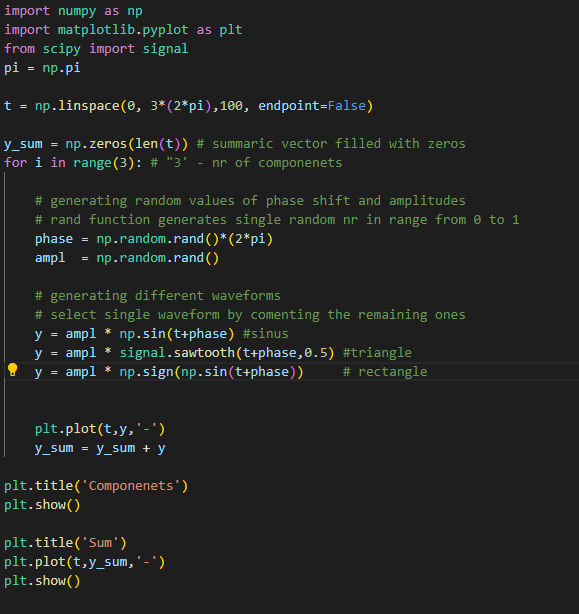 import numpy as np
import matplotlib.pyplot as plt
from scipy import signal
pi = np.pi
t = np.linspace(0, 3*(2*pi),100, endpoint=False)
y_sum = np.zeros(len(t)) # summaric vector filled with zeros
for i in range(3): # "3' - nr of componenets
# generating random values of phase shift and amplitudes
# rand function generates single random nr in range from 0 to 1
phase = np.random.rand()*(2*pi)
ampl  = np.random.rand()
# generating different waveforms
# select single waveform by comenting the remaining ones
y = ampl * np.sin(t+phase) #sinus
y = ampl * signal.sawtooth(t+phase,0.5) #triangle
y = ampl * np.sign(np.sin(t+phase))     # rectangle
plt.plot(t,y,'-')
y_sum = y_sum + y
plt.title('Componenets')
plt.show()
plt.title('Sum')
plt.plot(t,y_sum,'-')
plt.show()